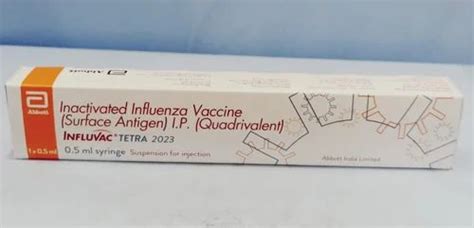 Abbott
Inactivated Influenza Vaccine
(Surface Antigen) I.P. (Quadrivalent)
INFLUVAC® TETRA 2023
0.5 ml syringe Suspension for injection
Abbott
1 x 0.5 ml
Abbott India Limited